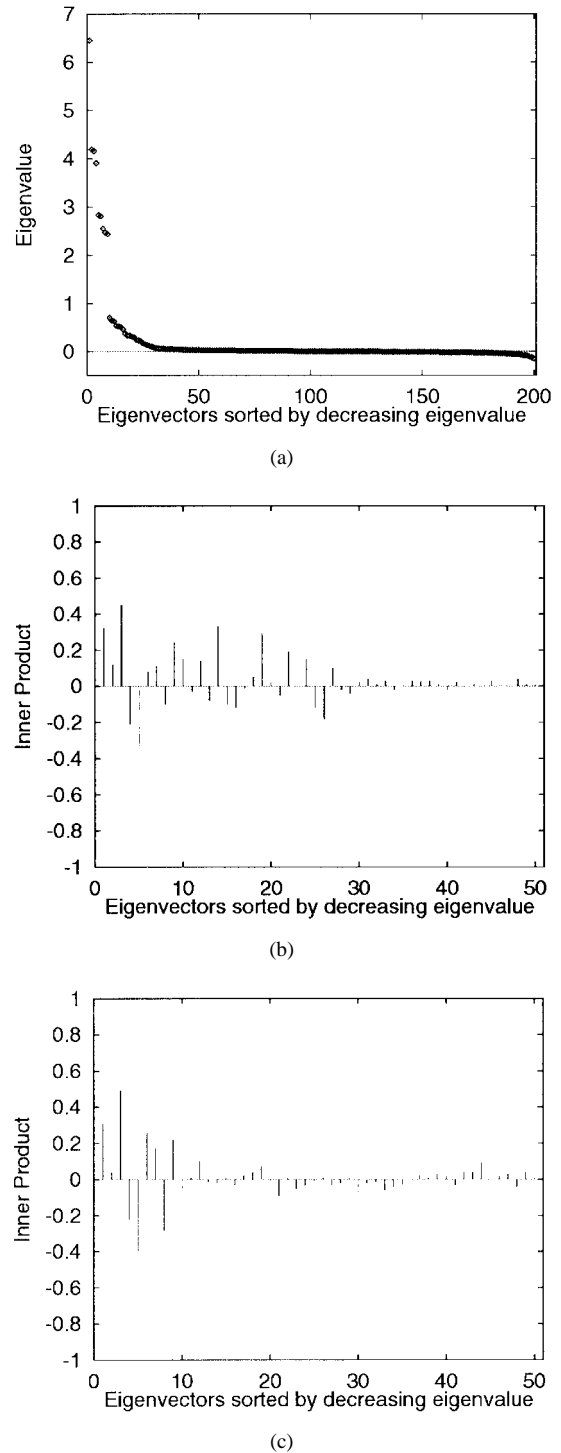 7
6
5
4
3
2
1
0
Eigenvalue
0 50 100 150 200
Eigenvectors sorted by decreasing eigenvalue
(a)
1
0.8
0.6
0.4
0.2
0
-0.2
-0.4
-0.6
-0.8
-1
Inner Product
0 10 20 30 40 50
Eigenvectors sorted by decreasing eigenvalue
(b)
1
0.8
0.6
0.4
0.2
0
-0.2
-0.4
-0.6
-0.8
-1
Inner Product
0 10 20 30 40 50
Eigenvectors sorted by decreasing eigenvalue
(c)